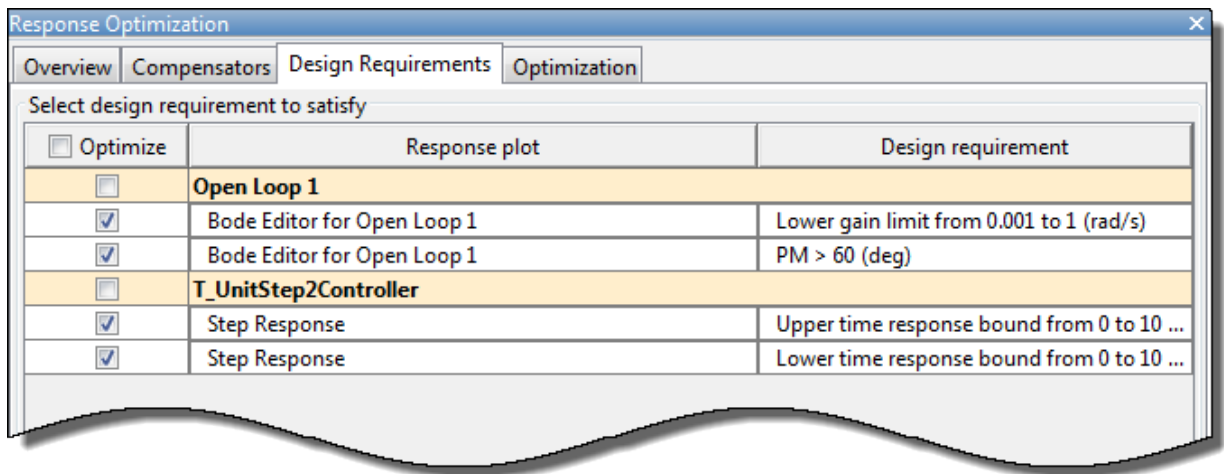 Response Optimization
Overview Compensators Design Requirements Optimization
Select design requirement to satisfy
Optimize Response plot Design requirement
Open Loop 1
Bode Editor for Open Loop 1 Lower gain limit from 0.001 to 1 (rad/s)
Bode Editor for Open Loop 1 PM > 60 (deg)
T_UnitStep2Controller
Step Response Upper time response bound from 0 to 10 ...
Step Response Lower time response bound from 0 to 10 ...